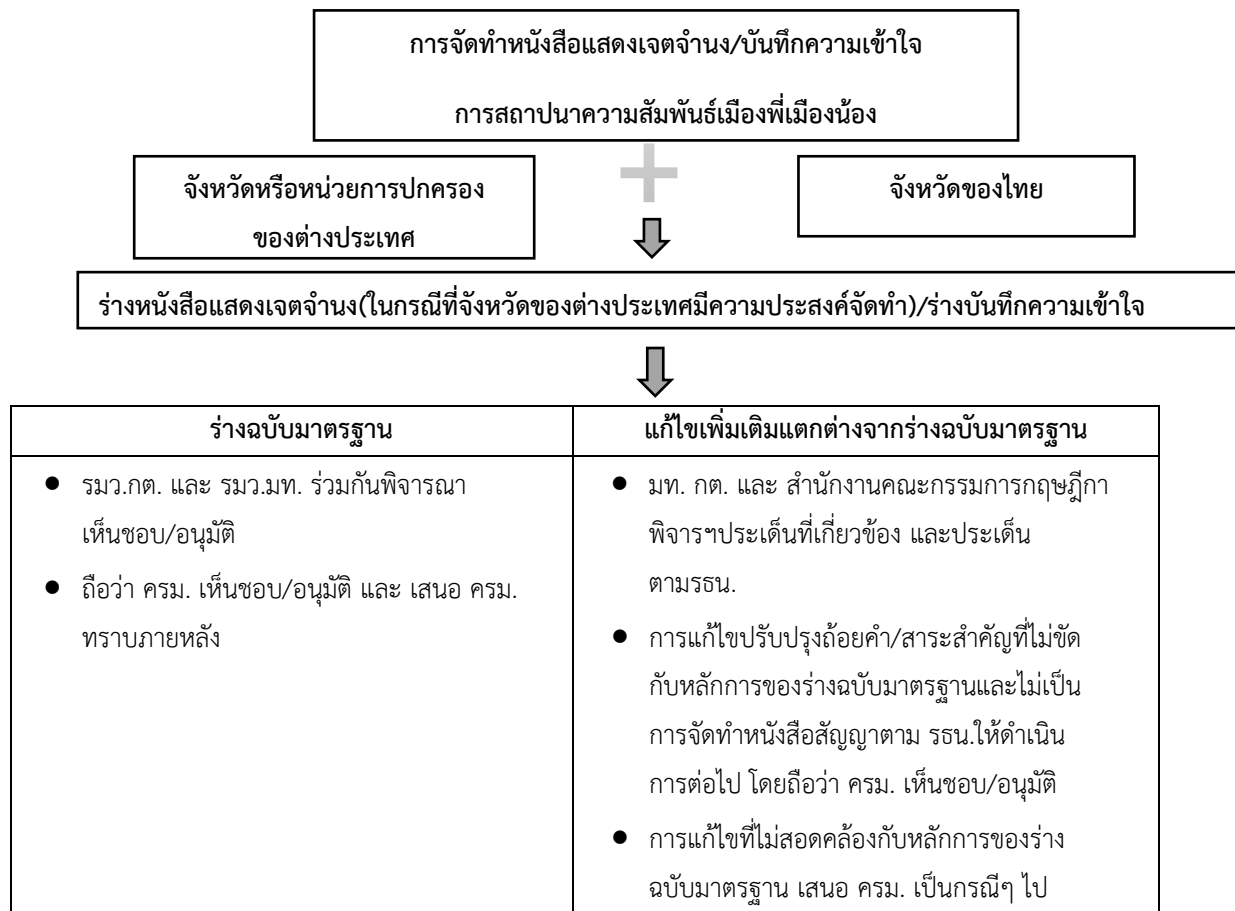 การจัดทำหนังสือแสดงเจตจำนง/บันทึกความเข้าใจ
การสถาปนาความสัมพันธ์เมืองพี่เมืองน้อง
จังหวัดหรือหน่วยการปกครอง
ของต่างประเทศ
จังหวัดของไทย
ร่างหนังสือแสดงเจตจำนง(ในกรณีที่จังหวัดของต่างประเทศมีความประสงค์จัดทำ)/ร่างบันทึกความเข้าใจ
ร่างฉบับมาตรฐาน
● รมว.กต. และ รมว.มท. ร่วมกันพิจารณา
เห็นชอบ/อนุมัติ
● ถือว่า ครม. เห็นชอบ/อนุมัติ และ เสนอ ครม.
ทราบภายหลัง
แก้ไขเพิ่มเติมแตกต่างจากร่างฉบับมาตรฐาน
● มท. กต. และ สำนักงานคณะกรรมการกฤษฎีกา
พิจารฯประเด็นที่เกี่ยวข้อง และประเด็น
ตามรธน.
● การแก้ไขปรับปรุงถ้อยคำ/สาระสำคัญที่ไม่ขัด
กับหลักการของร่างฉบับมาตรฐานและไม่เป็น
การจัดทำหนังสือสัญญาตาม รธน.ให้ดำเนิน
การต่อไป โดยถือว่า ครม. เห็นชอบ/อนุมัติ
● การแก้ไขที่ไม่สอดคล้องกับหลักการของร่าง
ฉบับมาตรฐาน เสนอ ครม. เป็นกรณีๆ ไป